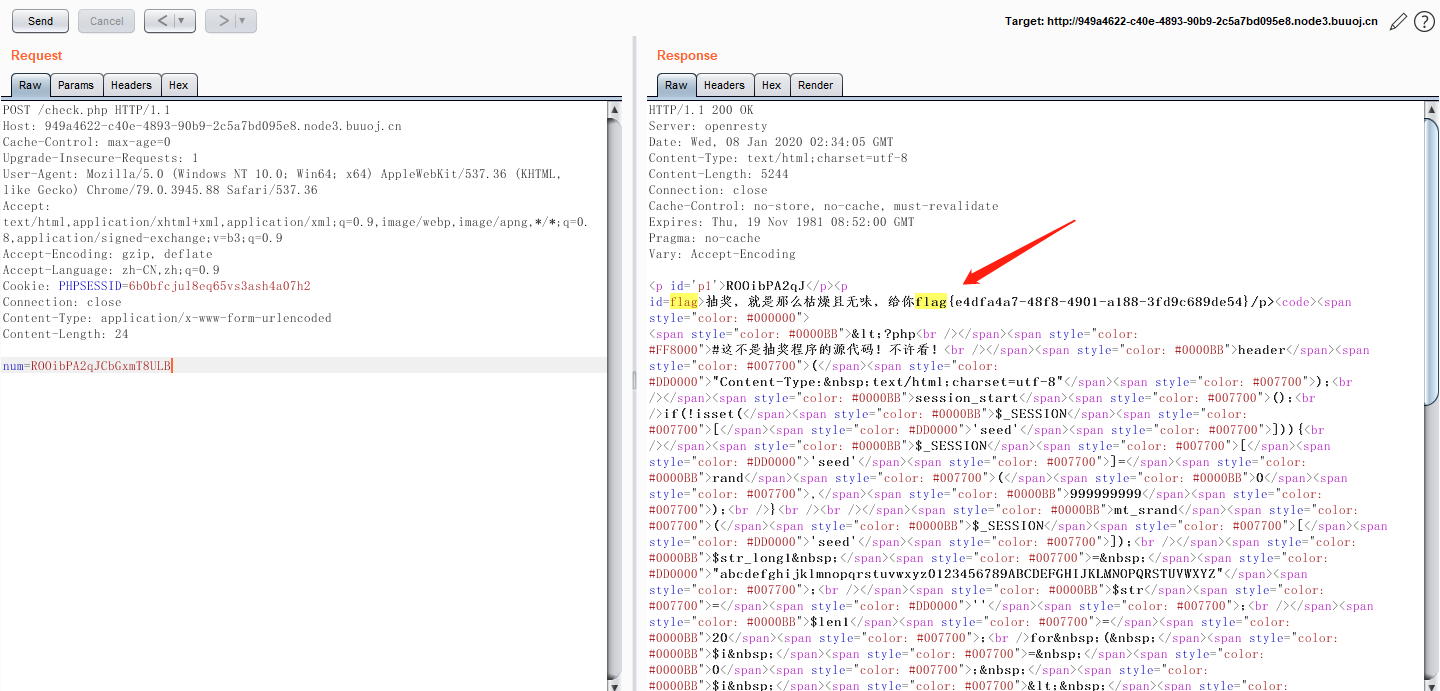 Send Cancel < ▼ > ▼ Target: http://949a4622-c40e-4893-90b9-2c5a7bd095e8.node3.buuoj.cn ?
Request
Raw Params Headers Hex
POST /check.php HTTP/1.1
Host: 949a4622-c40e-4893-90b9-2c5a7bd095e8.node3.buuoj.cn
Cache-Control: max-age=0
Upgrade-Insecure-Requests: 1
User-Agent: Mozilla/5.0 (Windows NT 10.0; Win64; x64) AppleWebKit/537.36 (KHTML,
like Gecko) Chrome/79.0.3945.88 Safari/537.36
Accept:
text/html,application/xhtml+xml,application/xml;q=0.9,image/webp,image/apng,*/*;q=0.
8,application/signed-exchange;v=b3;q=0.9
Accept-Encoding: gzip, deflate
Accept-Language: zh-CN,zh;q=0.9
Cookie: PHPSESSID=6b0bfcjul8eq65vs3ash4a07h2
Connection: close
Content-Type: application/x-www-form-urlencoded
Content-Length: 24
num=ROOibPA2qJCbGxmT8ULB
Response
Raw Headers Hex Render
HTTP/1.1 200 OK
Server: openresty
Date: Wed, 08 Jan 2020 02:34:05 GMT
Content-Type: text/html;charset=utf-8
Content-Length: 5244
Connection: close
Cache-Control: no-store, no-cache, must-revalidate
Expires: Thu, 19 Nov 1981 08:52:00 GMT
Pragma: no-cache
Vary: Accept-Encoding
<p id='p1'>ROOibPA2qJ</p><p
id=flag>抽奖，就是那么枯燥且无味，给你flag{e4dfa4a7-48f8-4901-a188-3fd9c689de54}/p><code><span
style="color: #000000">
<span style="color: #0000BB">&lt;?php<br /></span><span style="color:
#FF8000">#这不是抽奖程序的源代码！不许看！<br /></span><span style="color: #0000BB">header</span><span
style="color: #007700">(</span><span style="color:
#DD0000">"Content-Type:&nbsp;text/html;charset=utf-8"</span><span style="color: #007700">);<br
/></span><span style="color: #0000BB">session_start</span><span style="color: #007700">();<br
/>if(!isset(</span><span style="color: #0000BB">$_SESSION</span><span style="color:
#007700">[</span><span style="color: #DD0000">'seed'</span><span style="color: #007700">])){<br
/></span><span style="color: #0000BB">$_SESSION</span><span style="color: #007700">[</span><span
style="color: #DD0000">'seed'</span><span style="color: #007700">]=</span><span style="color:
#0000BB">rand</span><span style="color: #007700">(</span><span style="color: #0000BB">0</span><span
style="color: #007700">,</span><span style="color: #0000BB">999999999</span><span style="color:
#007700">);<br />}<br /><br /></span><span style="color: #0000BB">mt_srand</span><span
style="color: #007700">(</span><span style="color: #0000BB">$_SESSION</span><span style="color: #007700">[</span><span
style="color: #DD0000">'seed'</span><span style="color: #007700">]);<br /></span><span style="color:
#0000BB">$str_long1&nbsp;</span><span style="color: #007700">=&nbsp;</span><span style="color:
#DD0000">"abcdefghijklmnopqrstuvwxyz0123456789ABCDEFGHIJKLMNOPQRSTUVWXYZ"</span><span
style="color: #007700">;<br /></span><span style="color: #0000BB">$str</span><span style="color:
#007700">=</span><span style="color: #DD0000">''</span><span style="color: #007700">;<br /></span><span
style="color: #0000BB">$len1</span><span style="color: #007700">=</span><span style="color:
#0000BB">20</span><span style="color: #007700">;<br />for&nbsp;(&nbsp;</span><span style="color:
#0000BB">$i&nbsp;</span><span style="color: #007700">=&nbsp;</span><span style="color:
#0000BB">0</span><span style="color: #007700">;&nbsp;</span><span style="color:
#0000BB">$i&nbsp;</span><span style="color: #007700">&lt;&nbsp;</span><span style="color: